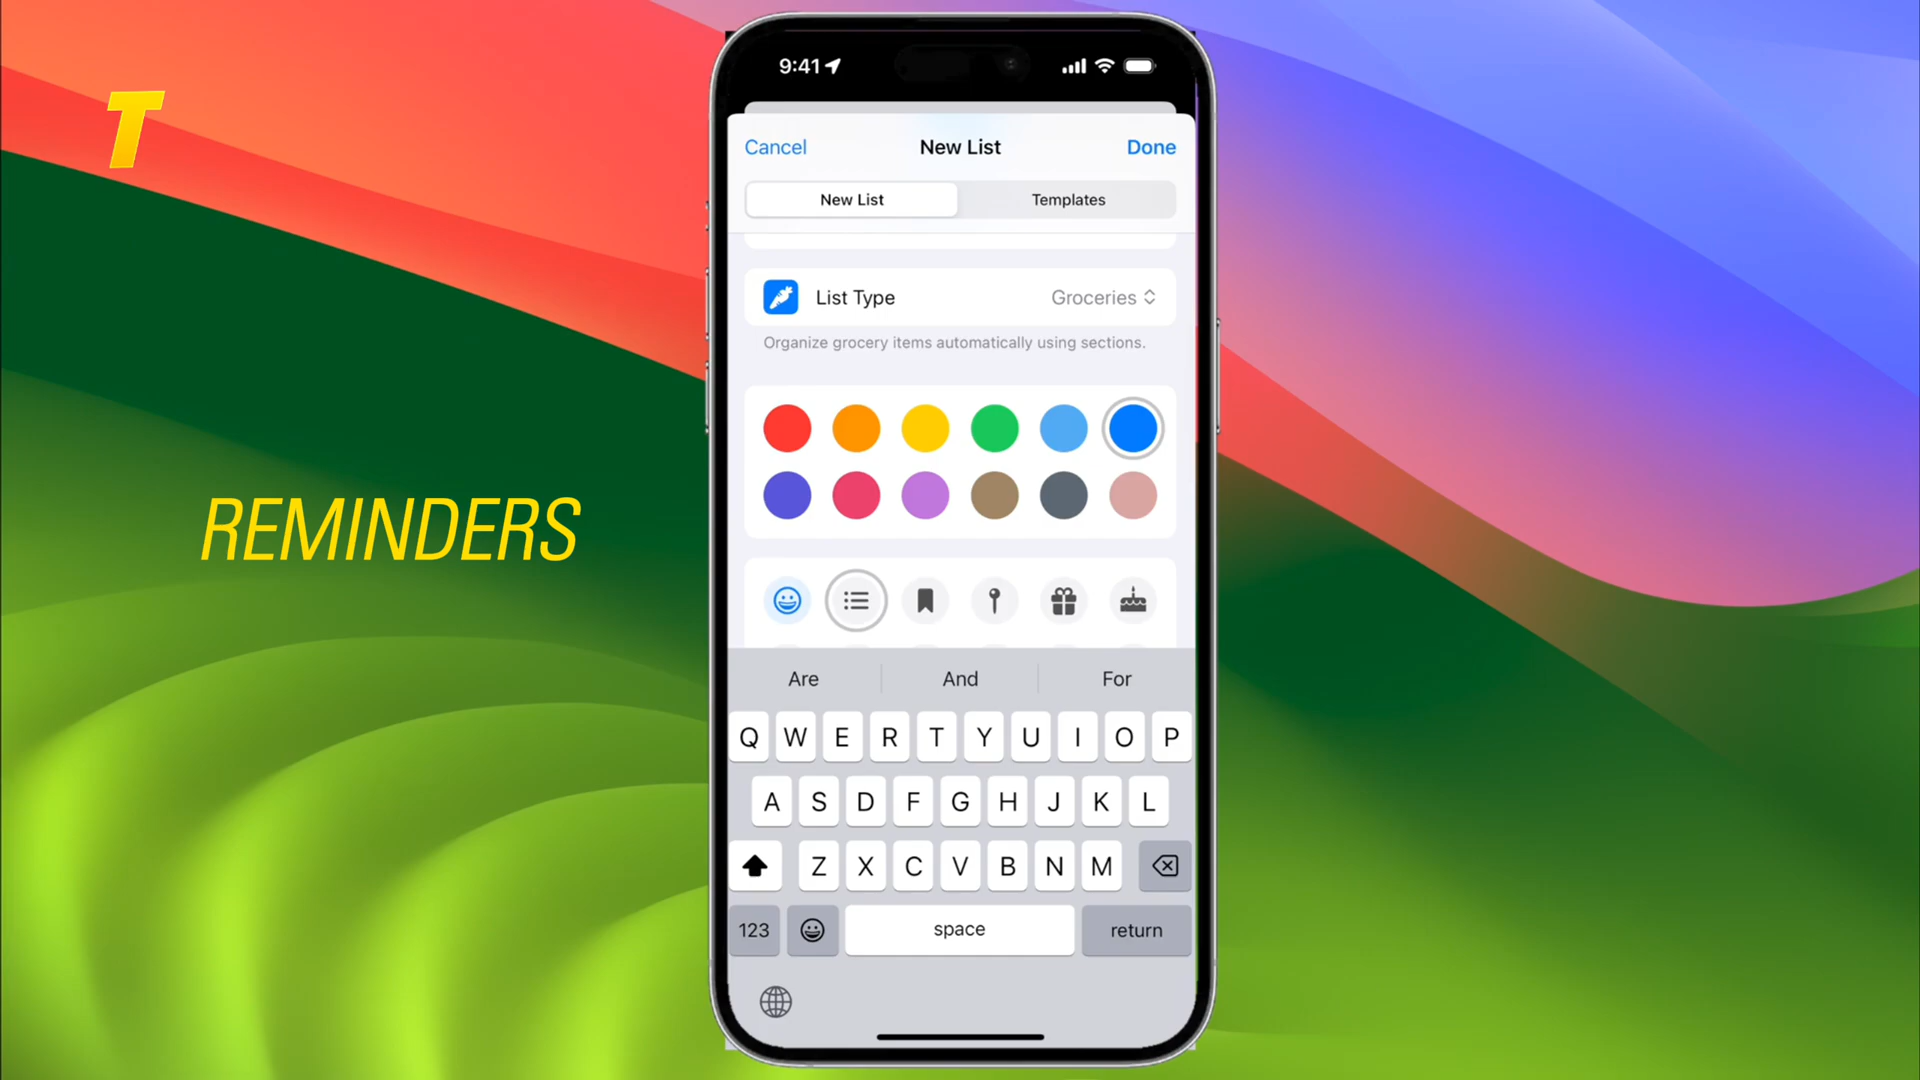 9:41
T
Cancel
New List
Done
New List
Templates
List Type
Groceries
Organize grocery items automatically using sections.
REMINDERS
Are
And
For
Q W E R T Y U I O P
A S D F G H J K L
Z X C V B N M
123
space
return